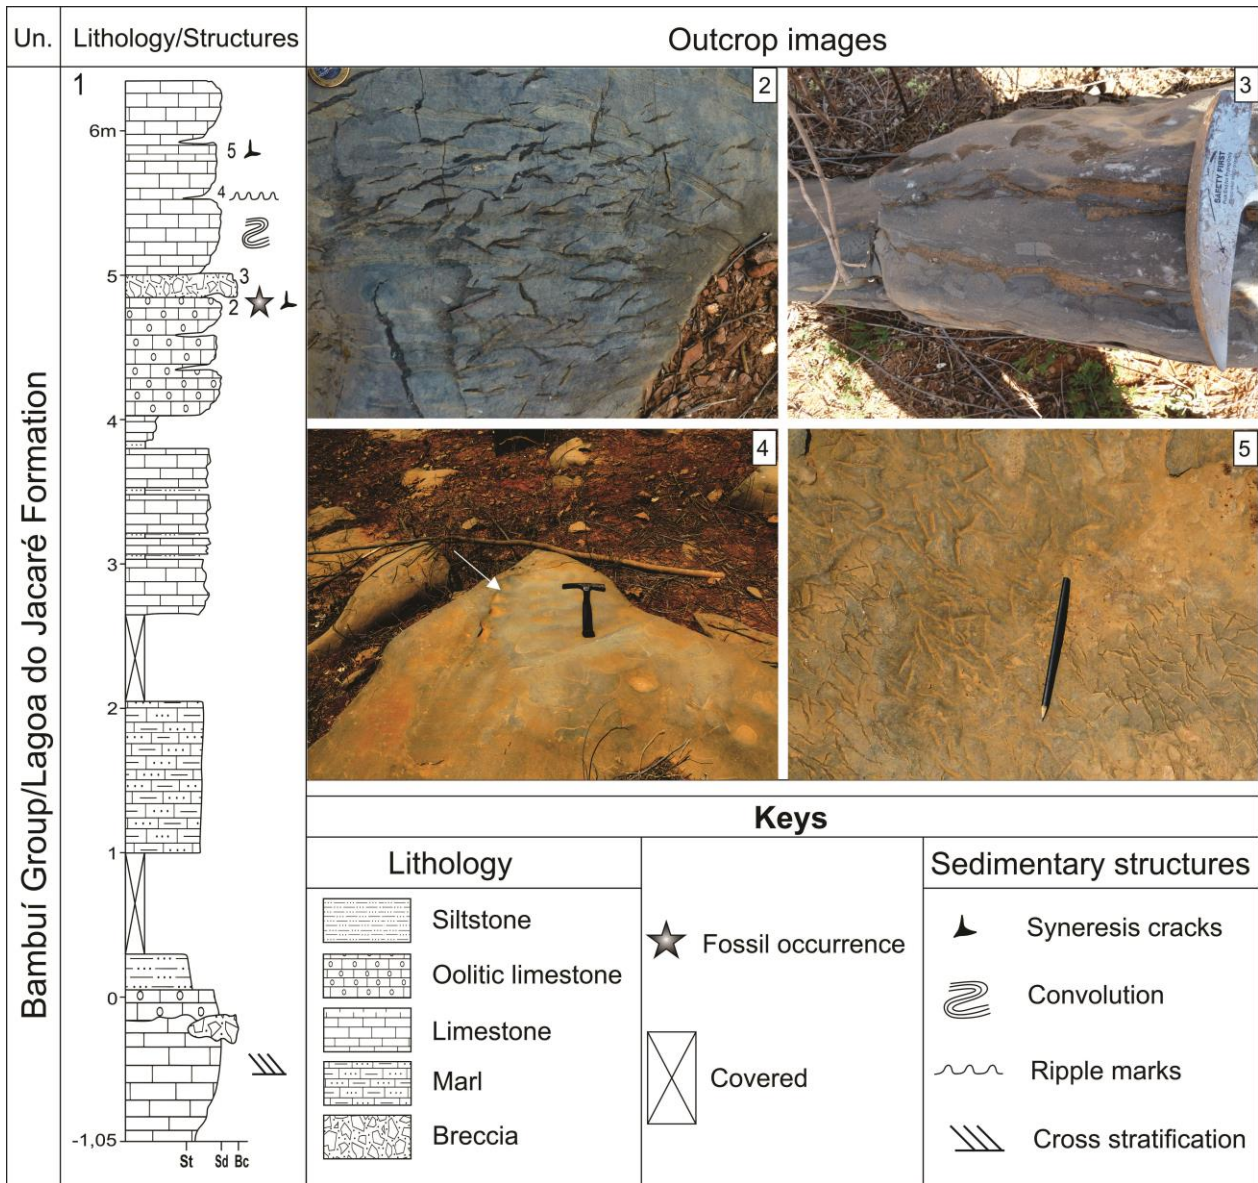 Un.
Lithology/Structures
Outcrop images
Bambuí Group/Lagoa do Jacaré Formation
1
6m
5
4
5
3
2
4
3
2
1
0
-1,05
St
Sd
Bc
2
3
SAFETY FIRST
4
5
Keys
Lithology
Siltstone
Oolitic limestone
Limestone
Marl
Breccia
Fossil occurrence
Covered
Sedimentary structures
Syneresis cracks
Convolution
Ripple marks
Cross stratification